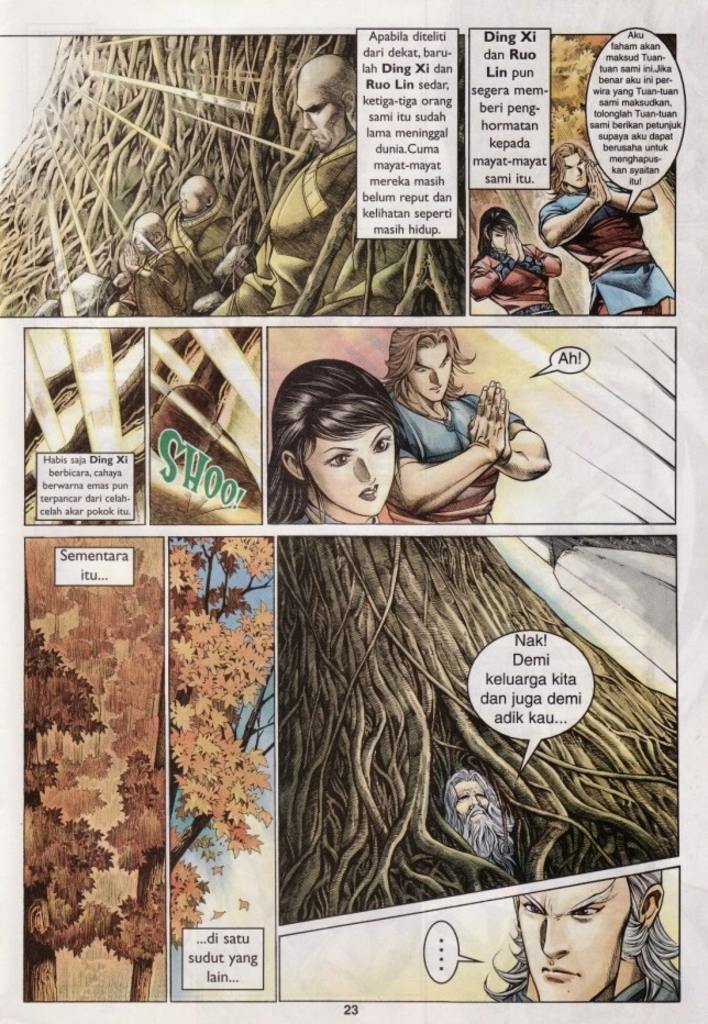 Apabila diteliti
dari dekat, baru-
lah Ding Xi dan
Ruo Lin sedar,
ketiga-tiga orang
sami itu sudah
lama meninggal
dunia.Cuma
mayat-mayat
mereka masih
belum reput dan
kelihatan seperti
masih hidup.
Ding Xi
dan Ruo
Lin pun
segera mem-
beri peng-
hormatan
kepada
mayat-mayat
sami itu.
Aku
faham akan
maksud Tuan-
tuan sami ini.Jika
benar aku ini per-
wira yang Tuan-tuan
sami maksudkan,
tolonglah Tuan-tuan
sami berikan petunjuk
supaya aku dapat
berusaha untuk
menghapus-
kan syaitan
itu!
Habis saja Ding Xi
berbicara, cahaya
berwarna emas pun
terpancar dari celah-
celah akar pokok itu.
SHOO!
Ah!
Sementara
itu...
...di satu
sudut yang
lain...
Nak!
Demi
keluarga kita
dan juga demi
adik kau...
....
23